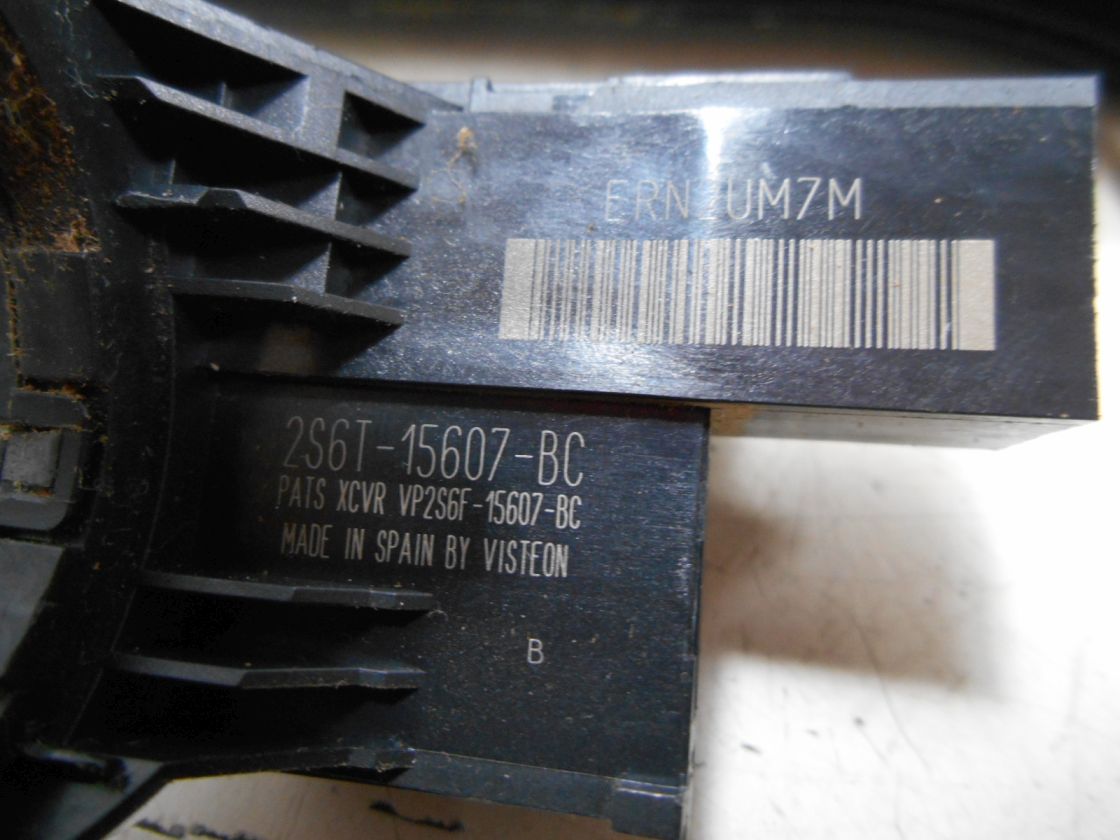 2S6T-15607-BC
PATS XCVR VP2S6F-15607-BC
MADE IN SPAIN BY VISTEON
B